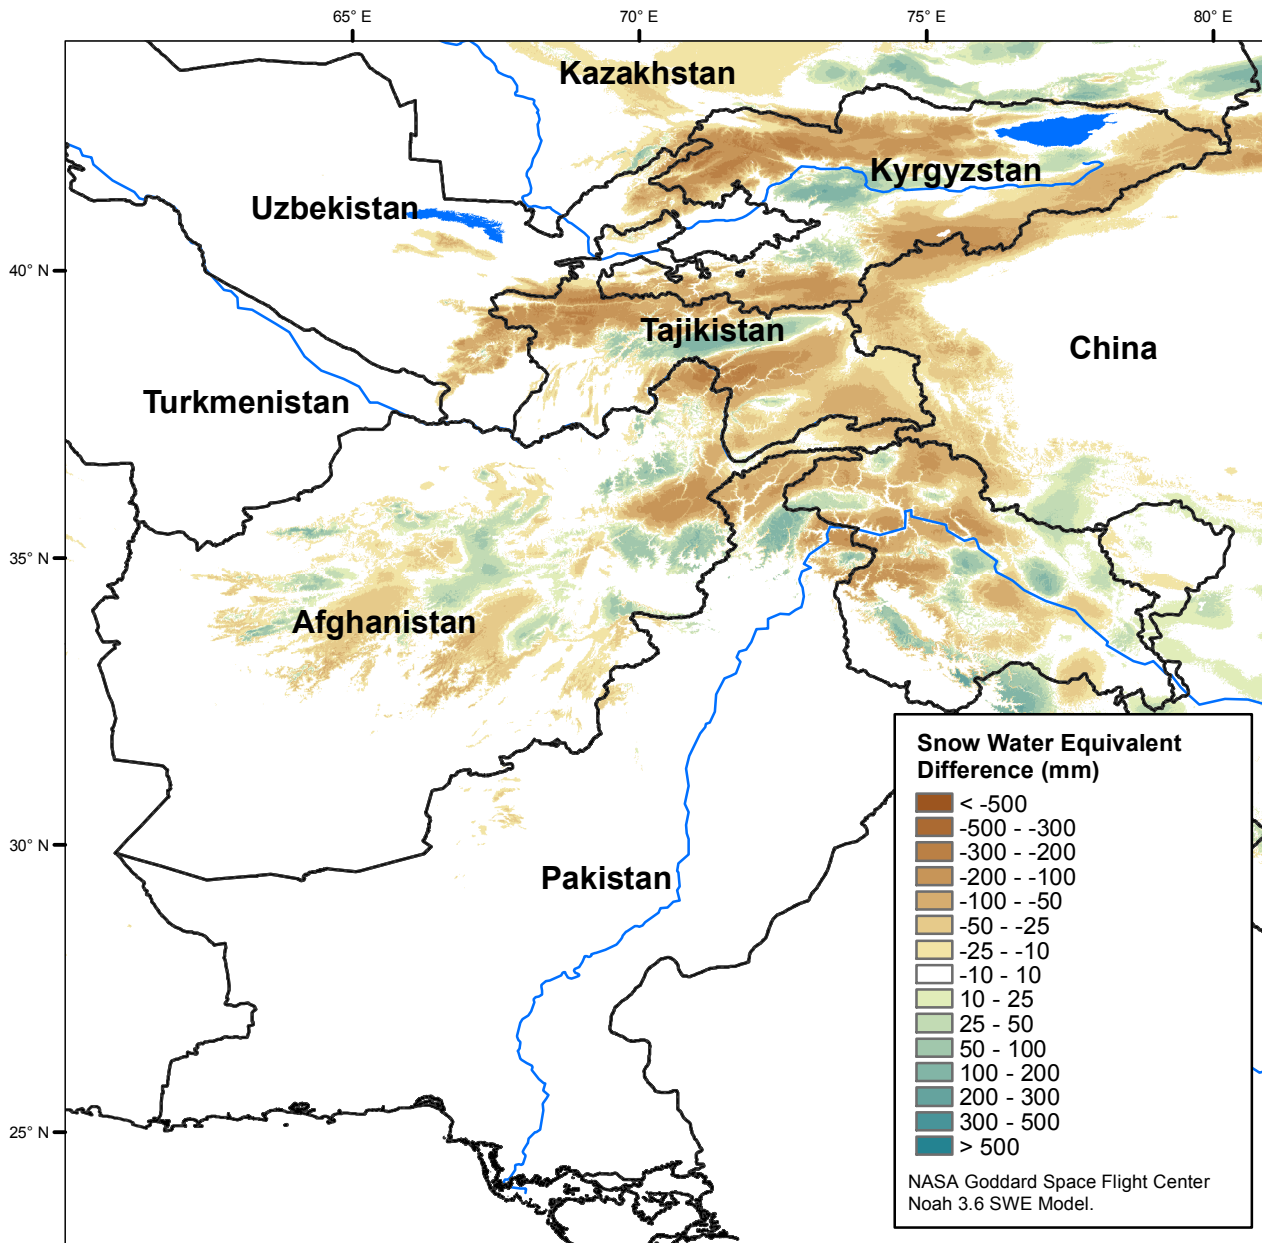 65° E 70° E 75° E 80° E
Kazakhstan
Kyrgyzstan
Uzbekistan
40° N
Tajikistan
China
Turkmenistan
35° N
Afghanistan
Snow Water Equivalent
Difference (mm)
< -500
-500 - -300
-300 - -200
-200 - -100
-100 - -50
-50 - -25
-25 - -10
-10 - 10
10 - 25
25 - 50
50 - 100
100 - 200
200 - 300
300 - 500
> 500
NASA Goddard Space Flight Center
Noah 3.6 SWE Model.
30° N
Pakistan
25° N